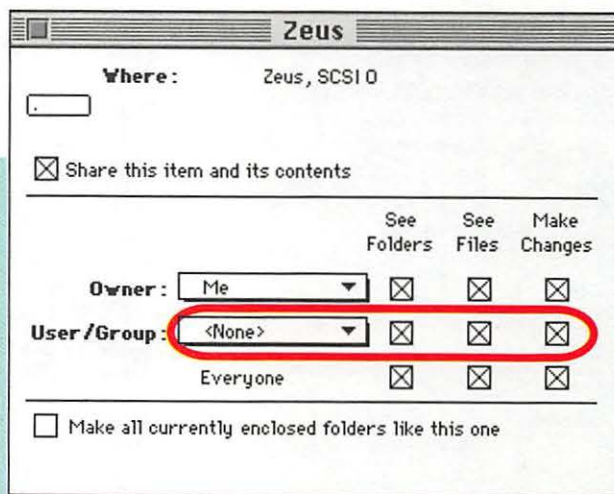 Zeus
Where: Zeus, SCSI 0
Share this item and its contents
See Folders
See Files
Make Changes
Owner: Me
User/Group: <None>
Everyone
Make all currently enclosed folders like this one